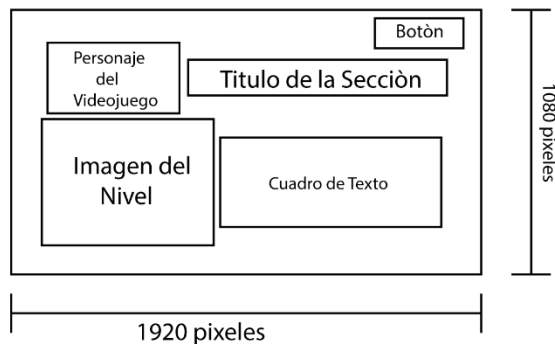 Botòn
Personaje
del
Videojuego
Titulo de la Secciòn
Imagen del
Nivel
Cuadro de Texto
1080 pixeles
1920 pixeles